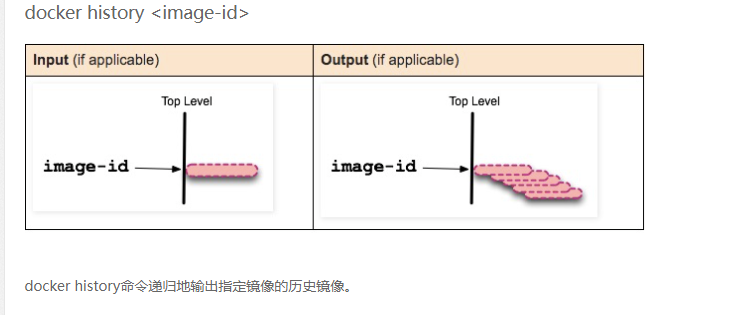 docker history <image-id>
Input (if applicable)
Output (if applicable)
Top Level
image-id
Top Level
image-id
docker history命令递归地输出指定镜像的历史镜像。